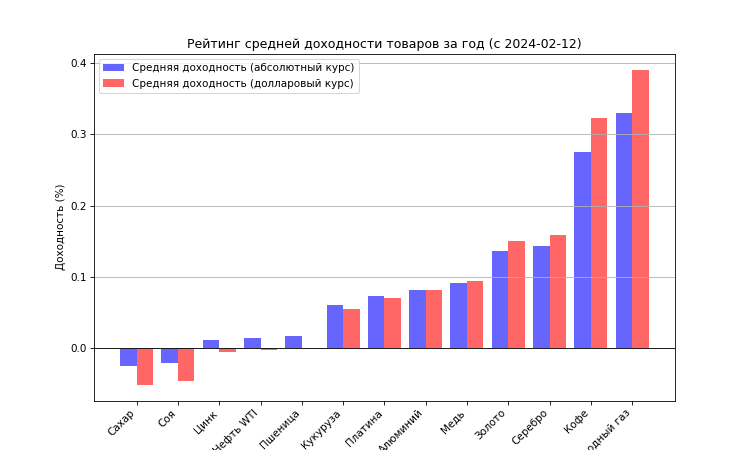 Рейтинг средней доходности товаров за год (с 2024-02-12)
Средняя доходность (абсолютный курс)
Средняя доходность (долларовый курс)
Доходность (%)
0.4
0.3
0.2
0.1
0.0
Сахар
Соя
Цинк
Нефть WTI
Пшеница
Кукуруза
Платина
Алюминий
Медь
Золото
Серебро
Кофе
газ